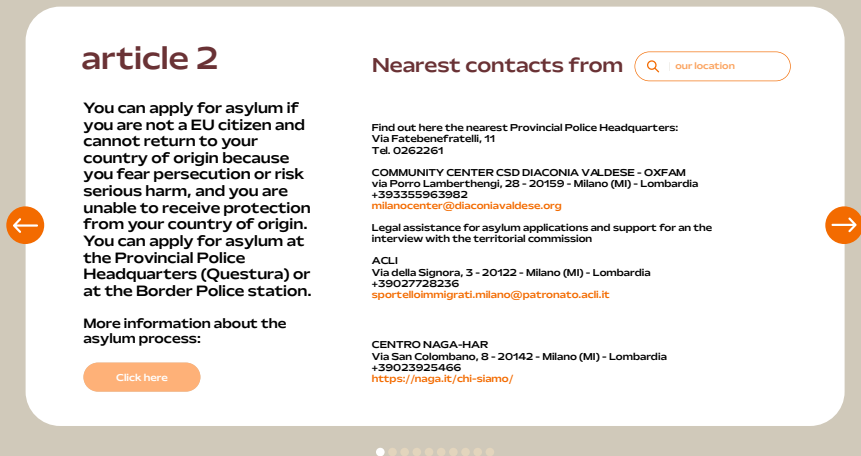 article 2
You can apply for asylum if
you are not a EU citizen and
cannot return to your
country of origin because
you fear persecution or risk
serious harm, and you are
unable to receive protection
from your country of origin.
You can apply for asylum at
the Provincial Police
Headquarters (Questura) or
at the Border Police station.
More information about the
asylum process:
Click here
Nearest contacts from
our location
Find out here the nearest Provincial Police Headquarters:
Via Fatebenefratelli, 11
Tel. 0262261
COMMUNITY CENTER CSD DIACONIA VALDESE - OXFAM
via Porro Lamberthengi, 28 - 20159 - Milano (MI) - Lombardia
+393355963982
milanocenter@diaconiavaldese.org
Legal assistance for asylum applications and support for an the
interview with the territorial commission
ACLI
Via della Signora, 3 - 20122 - Milano (MI) - Lombardia
+39027728236
sportelloimmigrati.milano@patronato.acli.it
CENTRO NAGA-HAR
Via San Colombano, 8 - 20142 - Milano (MI) - Lombardia
+39023925466
https://naga.it/chi-siamo/